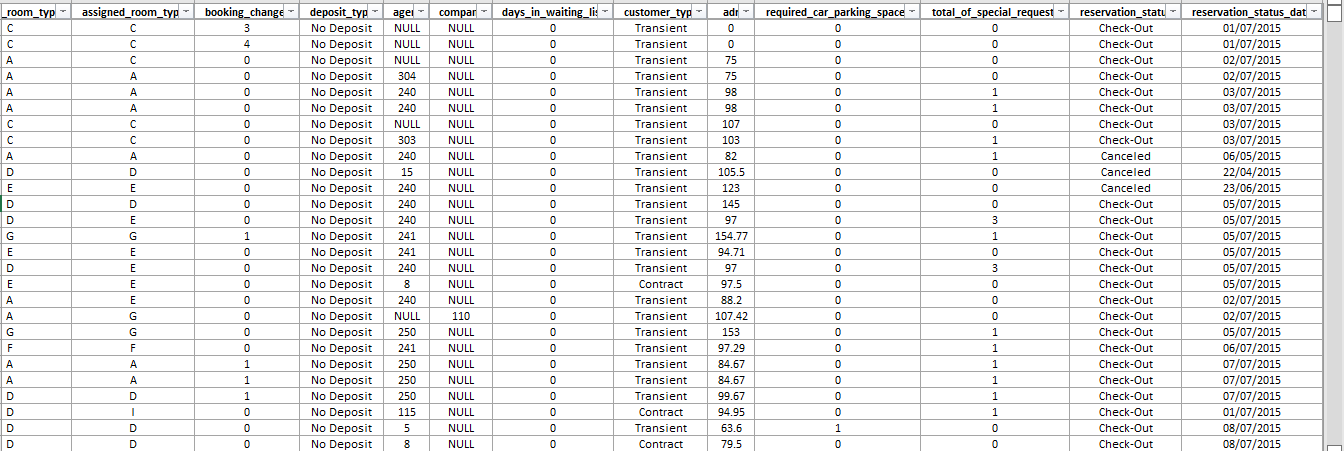 _room_typ assigned_room_typ booking_change deposit_typ agen compar days_in_waiting_lis customer_typ adr required_car_parking_space total_of_special_request reservation_statu reservation_status_dat
C C 3 No Deposit NULL NULL 0 Transient 0 0 0 Check-Out 01/07/2015
C C 4 No Deposit NULL NULL 0 Transient 0 0 0 Check-Out 01/07/2015
A C 0 No Deposit NULL NULL 0 Transient 75 0 0 Check-Out 02/07/2015
A A 0 No Deposit 304 NULL 0 Transient 75 0 0 Check-Out 02/07/2015
A A 0 No Deposit 240 NULL 0 Transient 98 0 1 Check-Out 03/07/2015
A A 0 No Deposit 240 NULL 0 Transient 98 0 1 Check-Out 03/07/2015
C C 0 No Deposit NULL NULL 0 Transient 107 0 0 Check-Out 03/07/2015
C C 0 No Deposit 303 NULL 0 Transient 103 0 1 Check-Out 03/07/2015
A A 0 No Deposit 240 NULL 0 Transient 82 0 1 Canceled 06/05/2015
D D 0 No Deposit 15 NULL 0 Transient 105.5 0 0 Canceled 22/04/2015
E E 0 No Deposit 240 NULL 0 Transient 123 0 0 Canceled 23/06/2015
D D 0 No Deposit 240 NULL 0 Transient 145 0 0 Check-Out 05/07/2015
D E 0 No Deposit 240 NULL 0 Transient 97 0 3 Check-Out 05/07/2015
G G 1 No Deposit 241 NULL 0 Transient 154.77 0 1 Check-Out 05/07/2015
E E 0 No Deposit 241 NULL 0 Transient 94.71 0 0 Check-Out 05/07/2015
D E 0 No Deposit 240 NULL 0 Transient 97 0 3 Check-Out 05/07/2015
E E 0 No Deposit 8 NULL 0 Contract 97.5 0 0 Check-Out 05/07/2015
A E 0 No Deposit 240 NULL 0 Transient 88.2 0 0 Check-Out 02/07/2015
A G 0 No Deposit NULL 110 0 Transient 107.42 0 0 Check-Out 02/07/2015
G G 0 No Deposit 250 NULL 0 Transient 153 0 1 Check-Out 05/07/2015
F F 0 No Deposit 241 NULL 0 Transient 97.29 0 1 Check-Out 06/07/2015
A A 1 No Deposit 250 NULL 0 Transient 84.67 0 1 Check-Out 07/07/2015
A A 1 No Deposit 250 NULL 0 Transient 84.67 0 1 Check-Out 07/07/2015
D D 1 No Deposit 250 NULL 0 Transient 99.67 0 1 Check-Out 07/07/2015
D I 0 No Deposit 115 NULL 0 Contract 94.95 0 1 Check-Out 01/07/2015
D D 0 No Deposit 5 NULL 0 Transient 63.6 1 0 Check-Out 08/07/2015
D D 0 No Deposit 8 NULL 0 Contract 79.5 0 0 Check-Out 08/07/2015